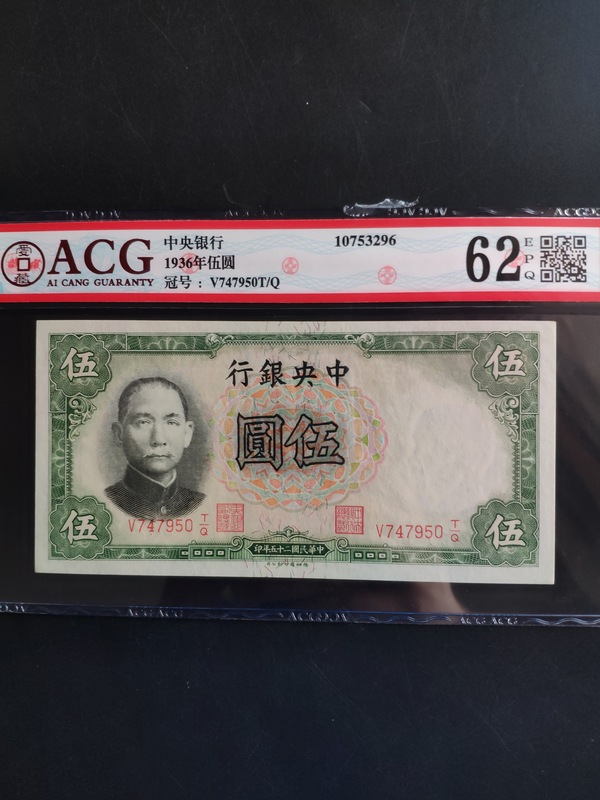 ACG
AI CANG GUARANTY
中央银行
1936年伍圆
冠号：V747950T/Q
10753296
62
EPQ
伍
伍
行銀央中
圓伍
V747950 T/Q
V747950 T/Q
伍
伍
印年五十二國民華中